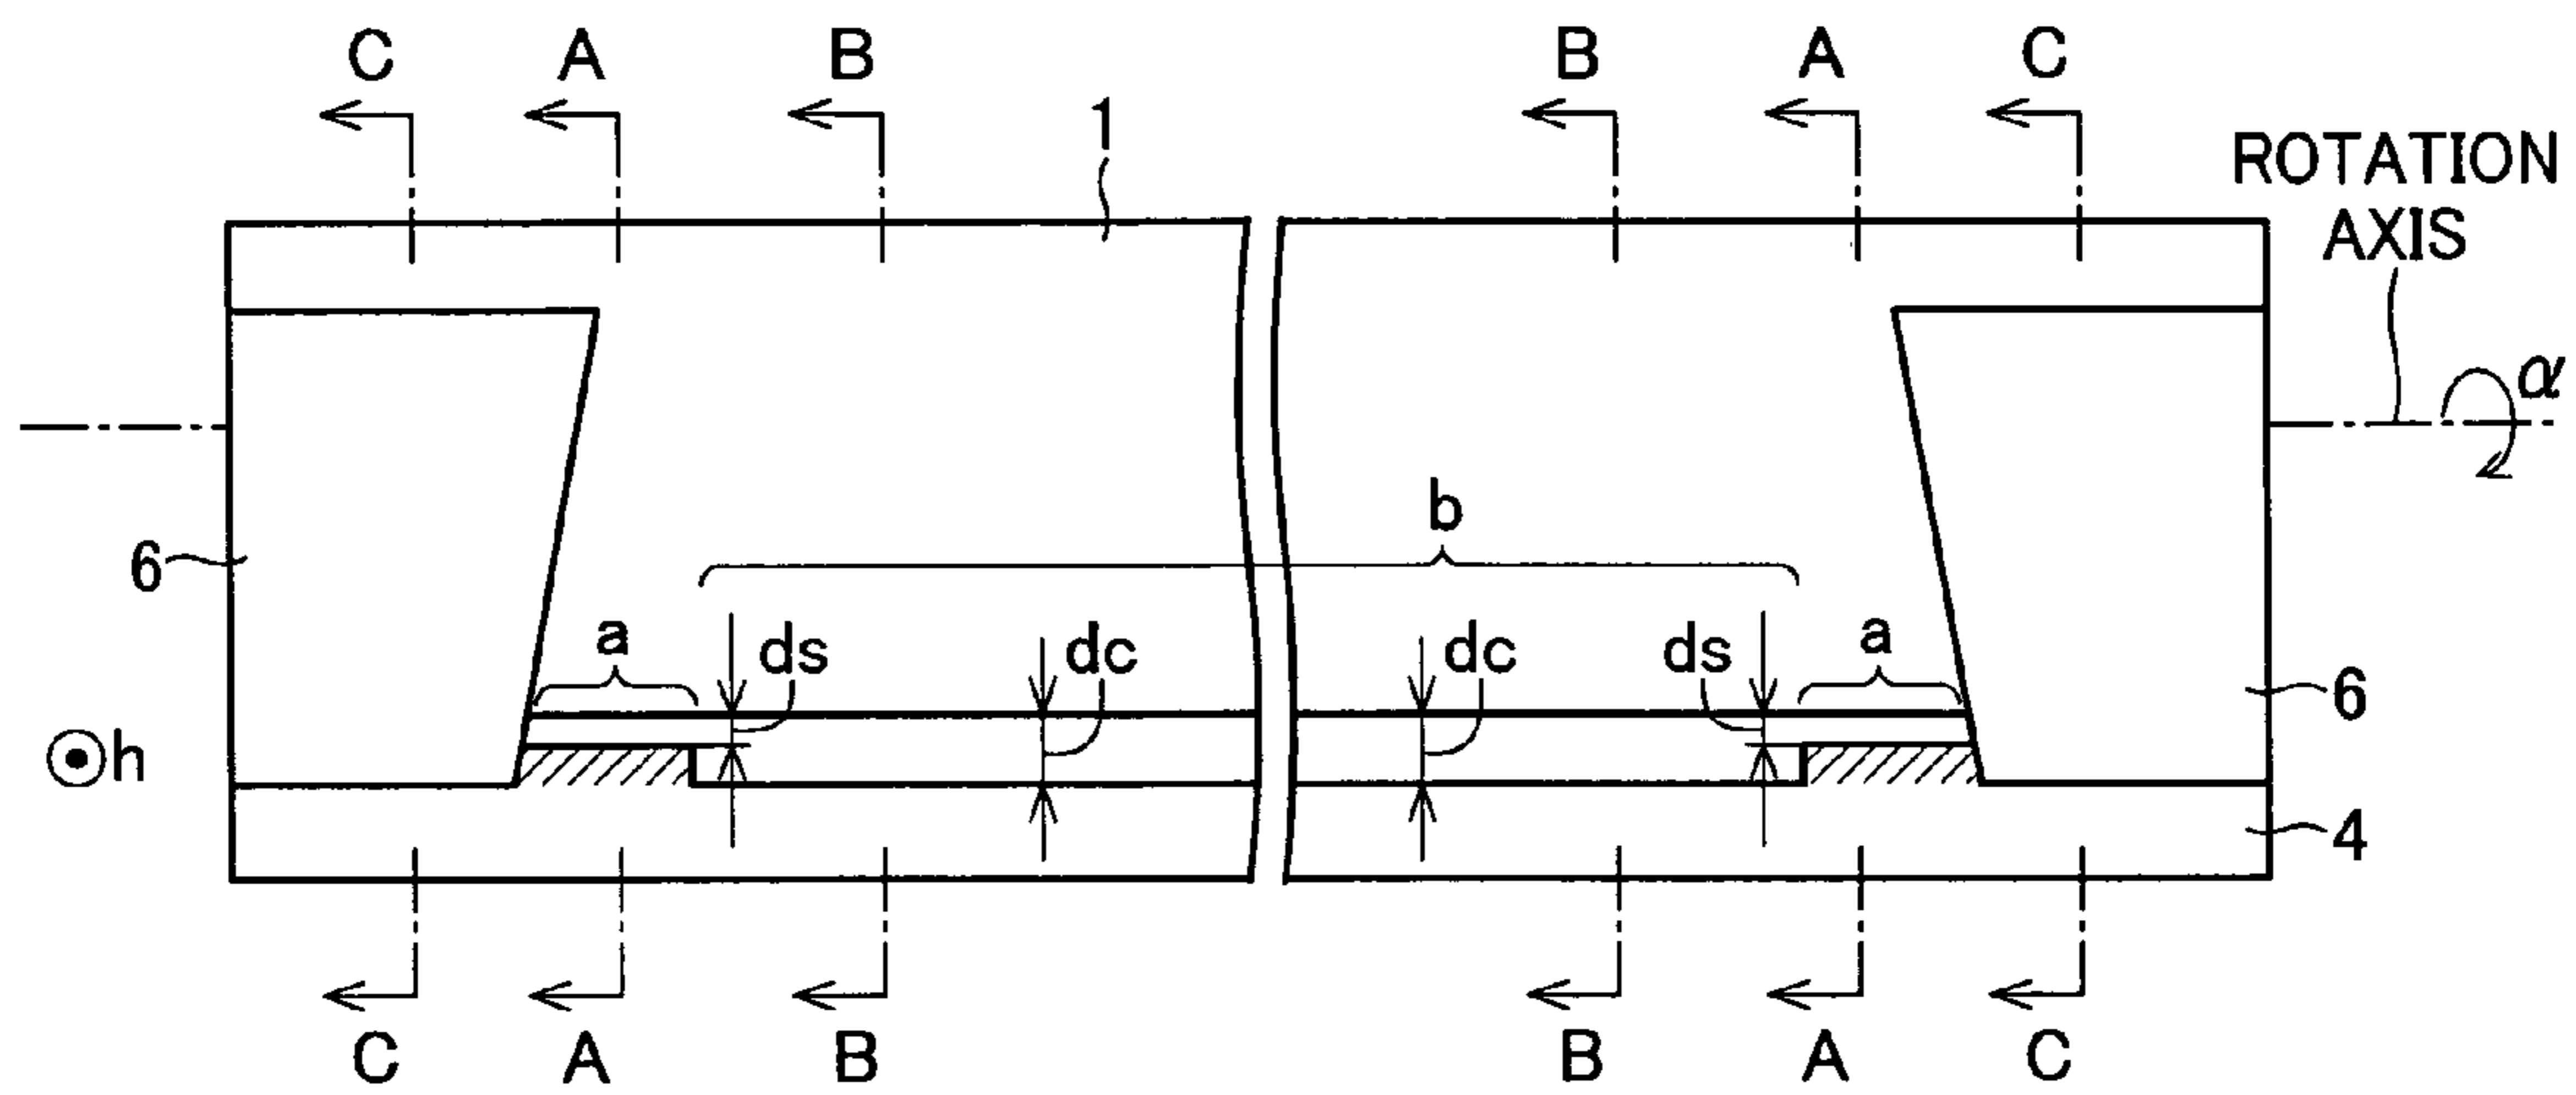 C A B B A C
1
ROTATION
AXIS
α
b
6
a ds dc dc ds a
6
h
4
C A B B A C